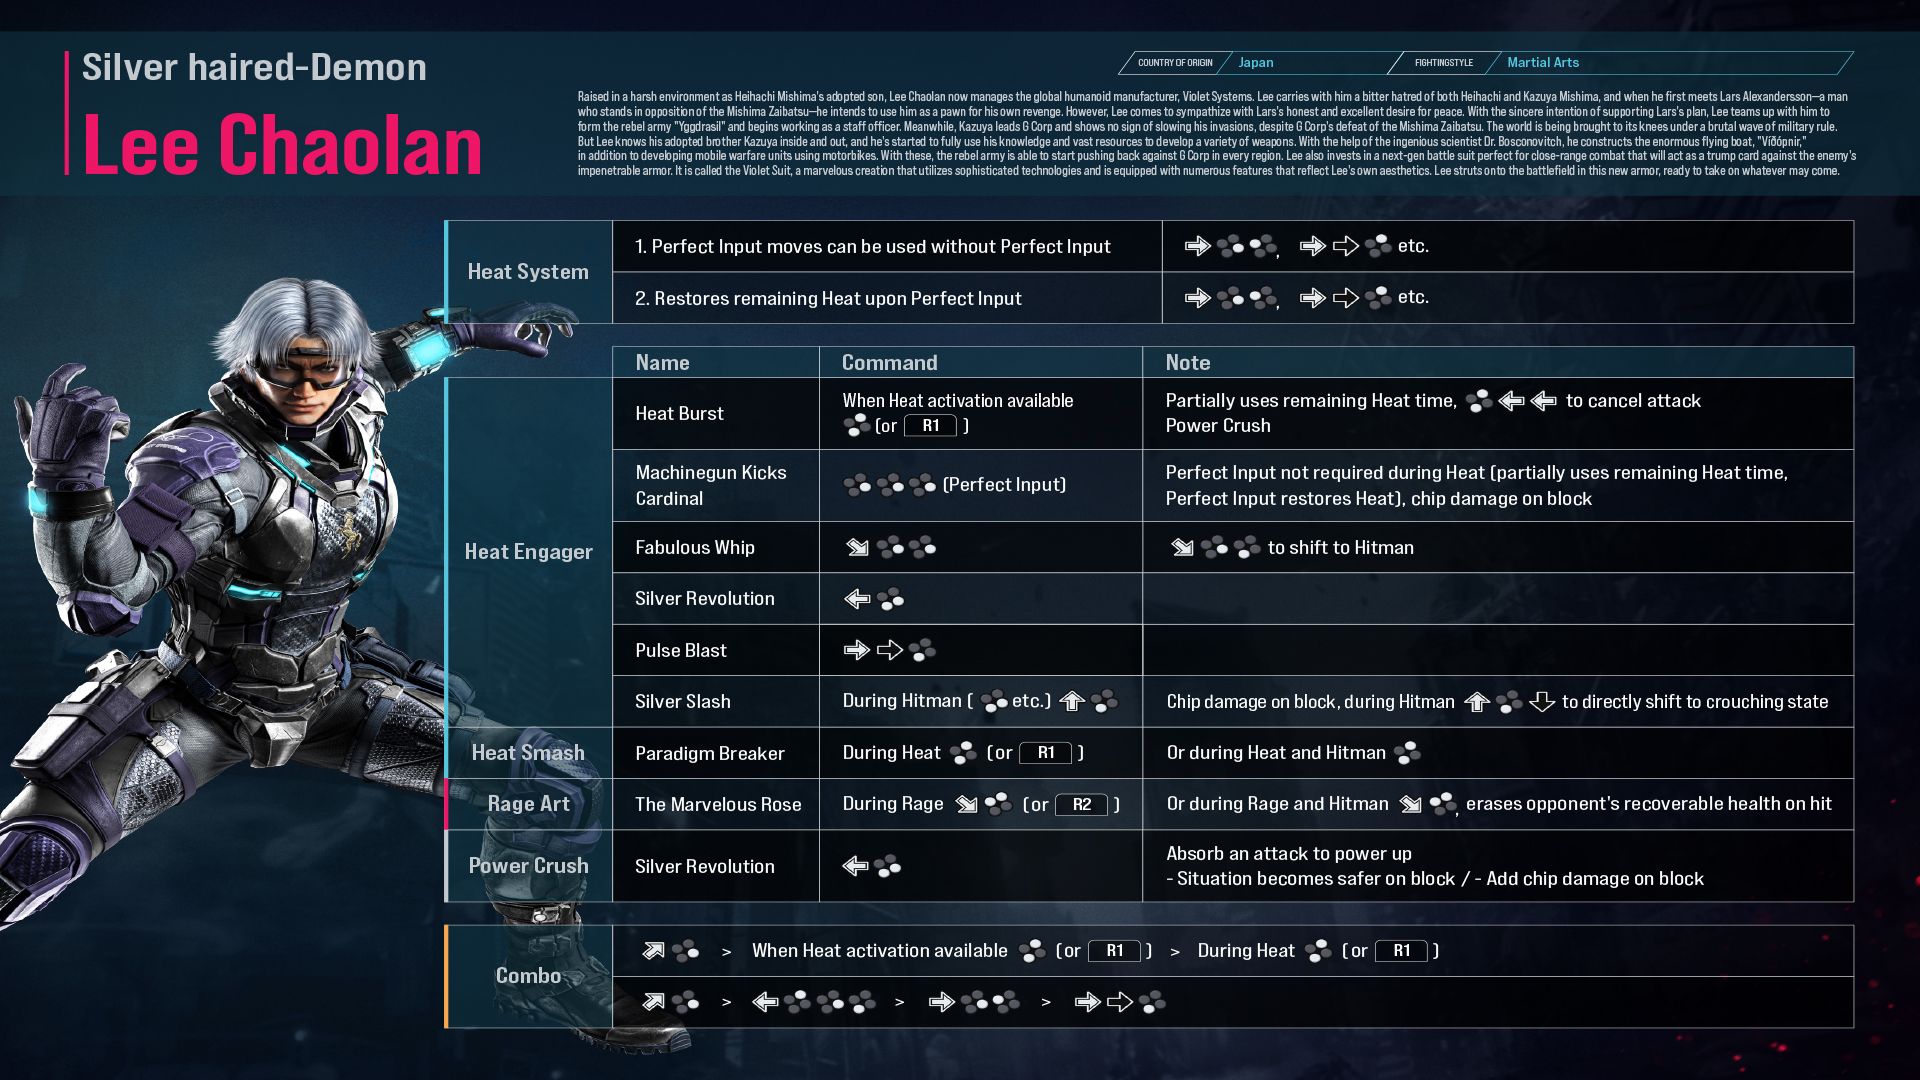 Silver haired-Demon
Lee Chaolan
COUNTRY OF ORIGIN Japan FIGHTINGSTYLE Martial Arts
Raised in a harsh environment as Heihachi Mishima's adopted son, Lee Chaolan now manages the global humanoid manufacturer, Violet Systems. Lee carries with him a bitter hatred of both Heihachi and Kazuya Mishima, and when he first meets Lars Alexandersson—a man
who stands in opposition of the Mishima Zaibatsu—he intends to use him as a pawn for his own revenge. However, Lee comes to sympathize with Lars's honest and excellent desire for peace. With the sincere intention of supporting Lars's plan, Lee teams up with him to
form the rebel army "Yggdrasil" and begins working as a staff officer. Meanwhile, Kazuya leads G Corp and shows no sign of slowing his invasions, despite G Corp's defeat of the Mishima Zaibatsu. The world is being brought to its knees under a brutal wave of military rule.
But Lee knows his adopted brother Kazuya inside and out, and he's started to fully use his knowledge and vast resources to develop a variety of weapons. With the help of the ingenious scientist Dr. Bosconovitch, he constructs the enormous flying boat, "Víðópnir,"
in addition to developing mobile warfare units using motorbikes. With these, the rebel army is able to start pushing back against G Corp in every region. Lee also invests in a next-gen battle suit perfect for close-range combat that will act as a trump card against the enemy's
impenetrable armor. It is called the Violet Suit, a marvelous creation that utilizes sophisticated technologies and is equipped with numerous features that reflect Lee's own aesthetics. Lee struts onto the battlefield in this new armor, ready to take on whatever may come.
Heat System
1. Perfect Input moves can be used without Perfect Input , etc.
2. Restores remaining Heat upon Perfect Input , etc.
Name Command Note
Heat Engager
Heat Burst
When Heat activation available
(or R1 )
Partially uses remaining Heat time, to cancel attack
Power Crush
Machinegun Kicks
Cardinal
(Perfect Input)
Perfect Input not required during Heat (partially uses remaining Heat time,
Perfect Input restores Heat), chip damage on block
Fabulous Whip
to shift to Hitman
Silver Revolution
Pulse Blast
Silver Slash
During Hitman ( etc.)
Chip damage on block, during Hitman to directly shift to crouching state
Heat Smash
Paradigm Breaker
During Heat (or R1 )
Or during Heat and Hitman
Rage Art
The Marvelous Rose
During Rage (or R2 )
Or during Rage and Hitman , erases opponent's recoverable health on hit
Power Crush
Silver Revolution
Absorb an attack to power up
- Situation becomes safer on block / - Add chip damage on block
Combo
> When Heat activation available (or R1 ) > During Heat (or R1 )
> > >